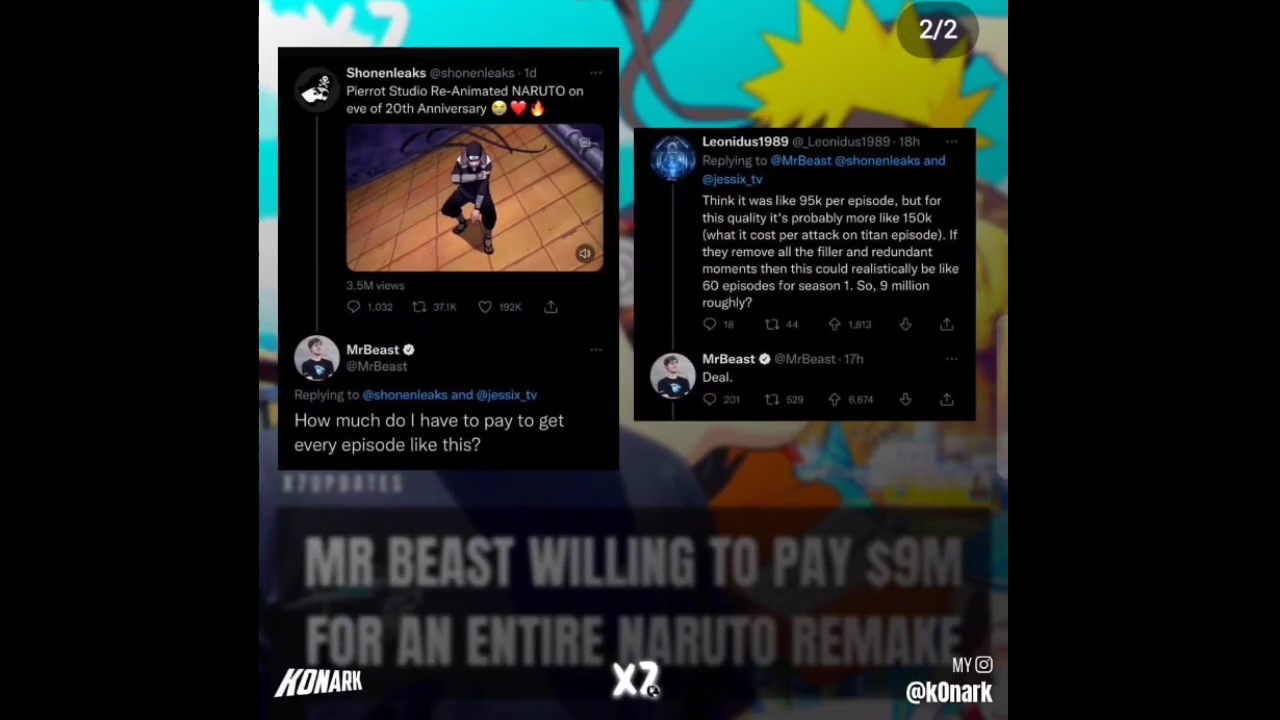 2/2
Shonenleaks @shonenleaks · 1d
Pierrot Studio Re-Animated NARUTO on
eve of 20th Anniversary 😭❤️🔥
3.5M views
1,032 37.1K 192K
MrBeast
@MrBeast
Replying to @shonenleaks and @jessix_tv
How much do I have to pay to get
every episode like this?
Leonidus1989 @_Leonidus1989 · 18h
Replying to @MrBeast @shonenleaks and
@jessix_tv
Think it was like 95k per episode, but for
this quality it's probably more like 150k
(what it cost per attack on titan episode). If
they remove all the filler and redundant
moments then this could realistically be like
60 episodes for season 1. So, 9 million
roughly?
18 44 1,813
MrBeast @MrBeast · 17h
Deal.
201 529 6,674
X7UPDATES
MR BEAST WILLING TO PAY $9M
FOR AN ENTIRE NARUTO REMAKE
KONARK
X7
MY
@k0nark